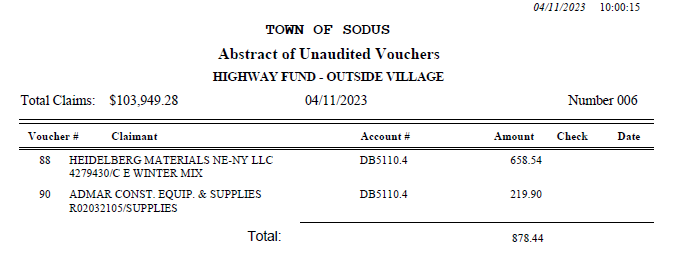 04/11/2023 10:00:15
TOWN OF SODUS
Abstract of Unaudited Vouchers
HIGHWAY FUND - OUTSIDE VILLAGE
Total Claims: $103,949.28 04/11/2023 Number 006
Voucher # Claimant Account # Amount Check Date
88 HEIDELBERG MATERIALS NE-NY LLC DB5110.4 658.54
4279430/C E WINTER MIX
90 ADMAR CONST. EQUIP. & SUPPLIES DB5110.4 219.90
R02032105/SUPPLIES
Total: 878.44